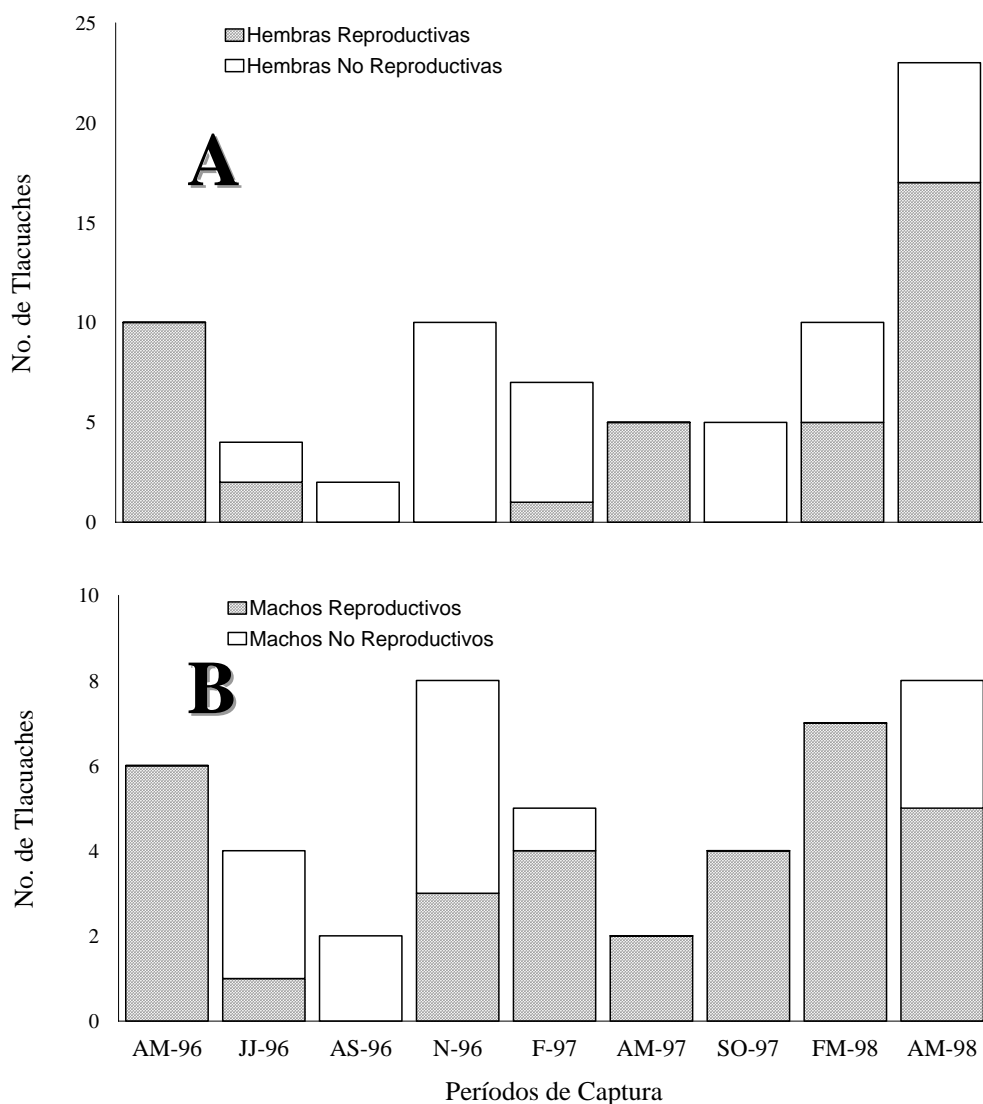 25
20
15
10
5
0
No. de Tlacuaches
Hembras Reproductivas
Hembras No Reproductivas
A
10
8
6
4
2
0
No. de Tlacuaches
Machos Reproductivos
Machos No Reproductivos
B
AM-96 JJ-96 AS-96 N-96 F-97 AM-97 SO-97 FM-98 AM-98
Períodos de Captura